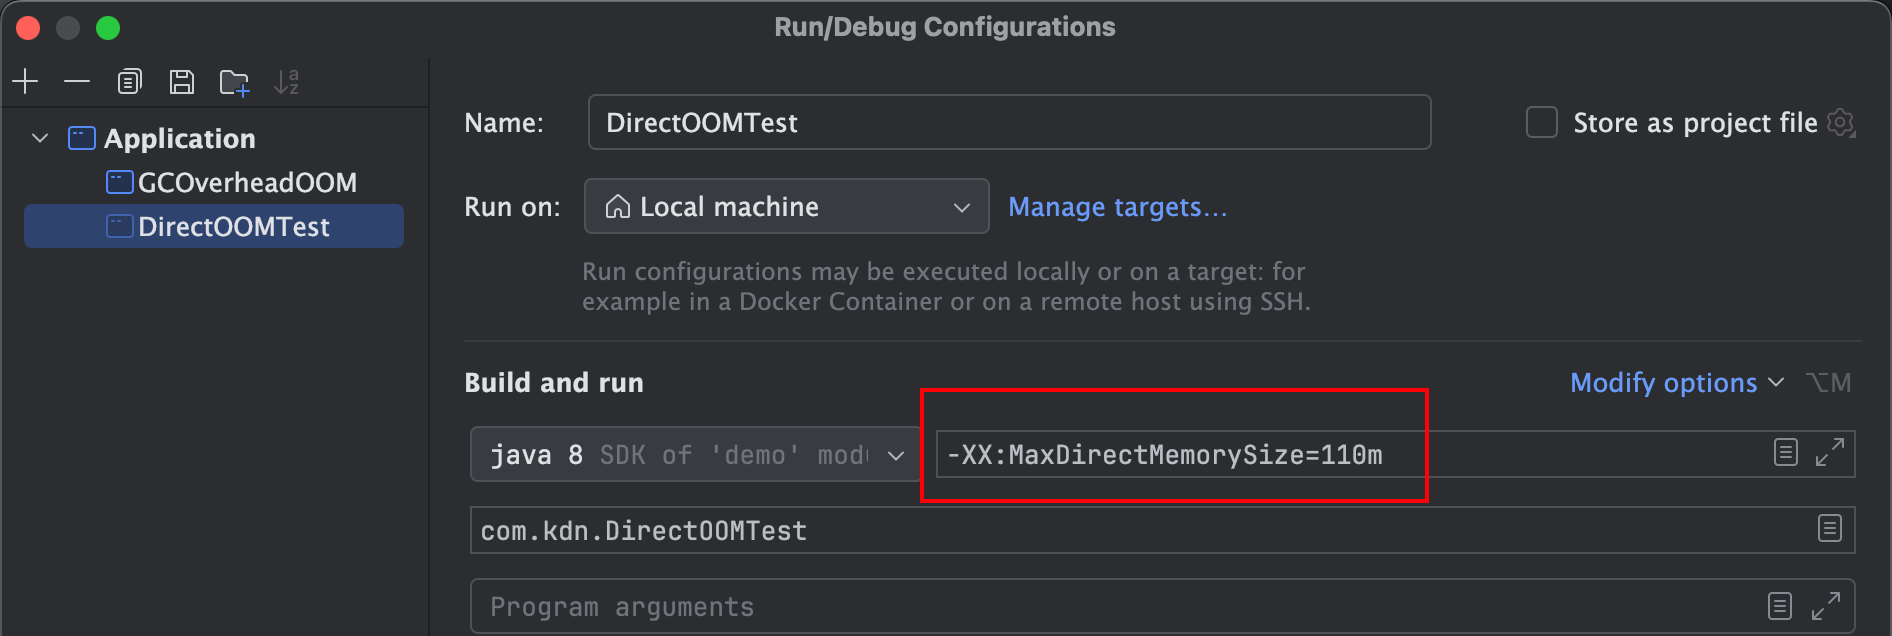 Run/Debug Configurations
Application
GCOverheadOOM
DirectOOMTest
Name:
DirectOOMTest
Store as project file
Run on:
Local machine
Manage targets...
Run configurations may be executed locally or on a target: for
example in a Docker Container or on a remote host using SSH.
Build and run
Modify options
⌥M
java 8 SDK of 'demo' modu
-XX:MaxDirectMemorySize=110m
com.kdn.DirectOOMTest
Program arguments